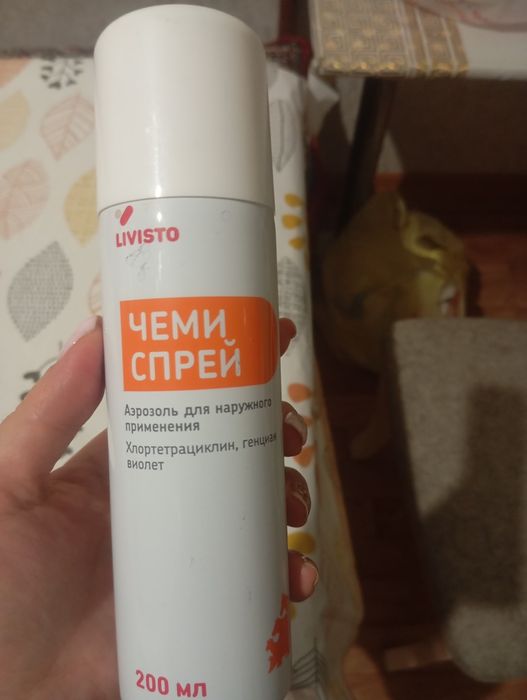 LIVISTO
ЧЕМИ
СПРЕЙ
Аэрозоль для наружного
применения
Хлортетрациклин, генциан
виолет
200 мл